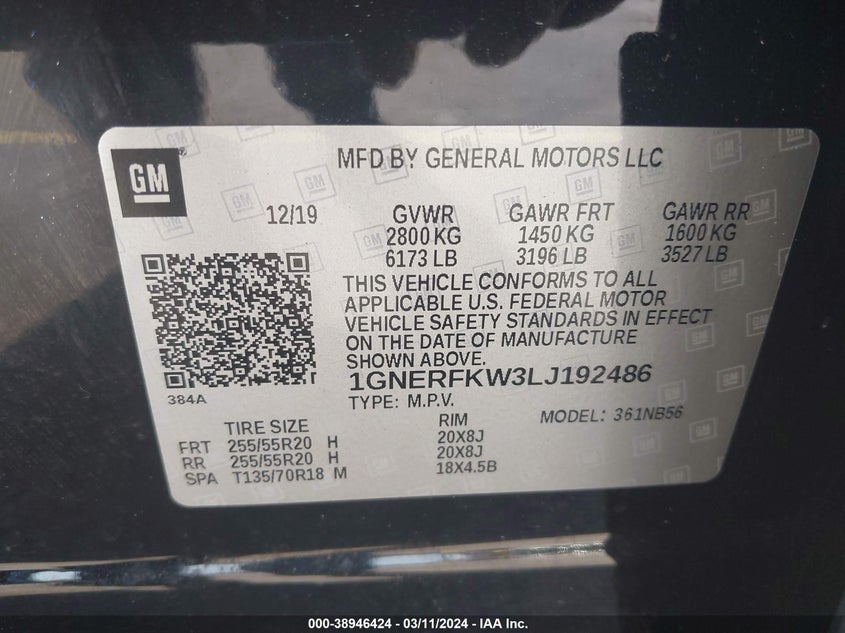 GM
®
MFD BY GENERAL MOTORS LLC
12/19 GVWR GAWR FRT GAWR RR
2800 KG 1450 KG 1600 KG
6173 LB 3196 LB 3527 LB
THIS VEHICLE CONFORMS TO ALL
APPLICABLE U.S. FEDERAL MOTOR
VEHICLE SAFETY STANDARDS IN EFFECT
ON THE DATE OF MANUFACTURE
SHOWN ABOVE.
384A
1GNERFKW3LJ192486
TYPE: M.P.V. MODEL: 361NB56
TIRE SIZE RIM
FRT 255/55R20 H 20X8J
RR 255/55R20 H 20X8J
SPA T135/70R18 M 18X4.5B
000-38946424 - 03/11/2024 - IAA Inc.